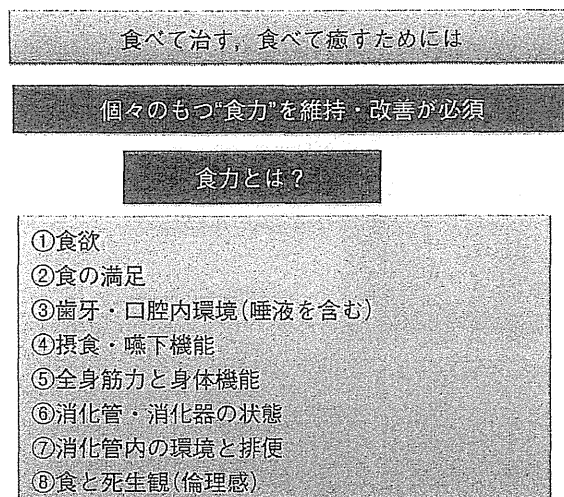 食べて治す，食べて癒すためには
個々のもつ“食力”を維持・改善が必須
食力とは？
①食欲
②食の満足
③歯牙・口腔内環境(唾液を含む)
④摂食・嚥下機能
⑤全身筋力と身体機能
⑥消化管・消化器の状態
⑦消化管内の環境と排便
⑧食と死生観(倫理感)